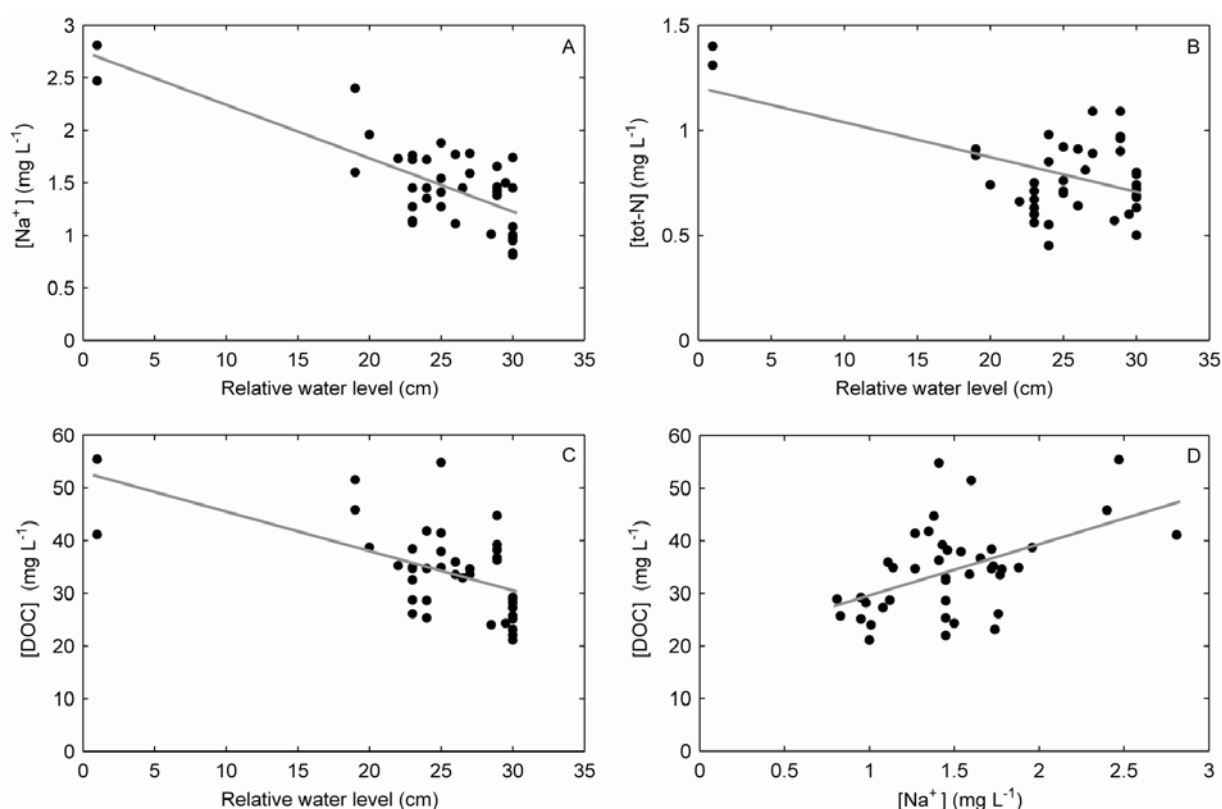 A
[Na⁺] (mg L⁻¹)
3
2.5
2
1.5
1
0.5
0
0 5 10 15 20 25 30 35
Relative water level (cm)
B
[tot-N] (mg L⁻¹)
1.5
1
0.5
0
0 5 10 15 20 25 30 35
Relative water level (cm)
C
[DOC] (mg L⁻¹)
60
50
40
30
20
10
0
0 5 10 15 20 25 30 35
Relative water level (cm)
D
[DOC] (mg L⁻¹)
60
50
40
30
20
10
0
0 0.5 1 1.5 2 2.5 3
[Na⁺] (mg L⁻¹)